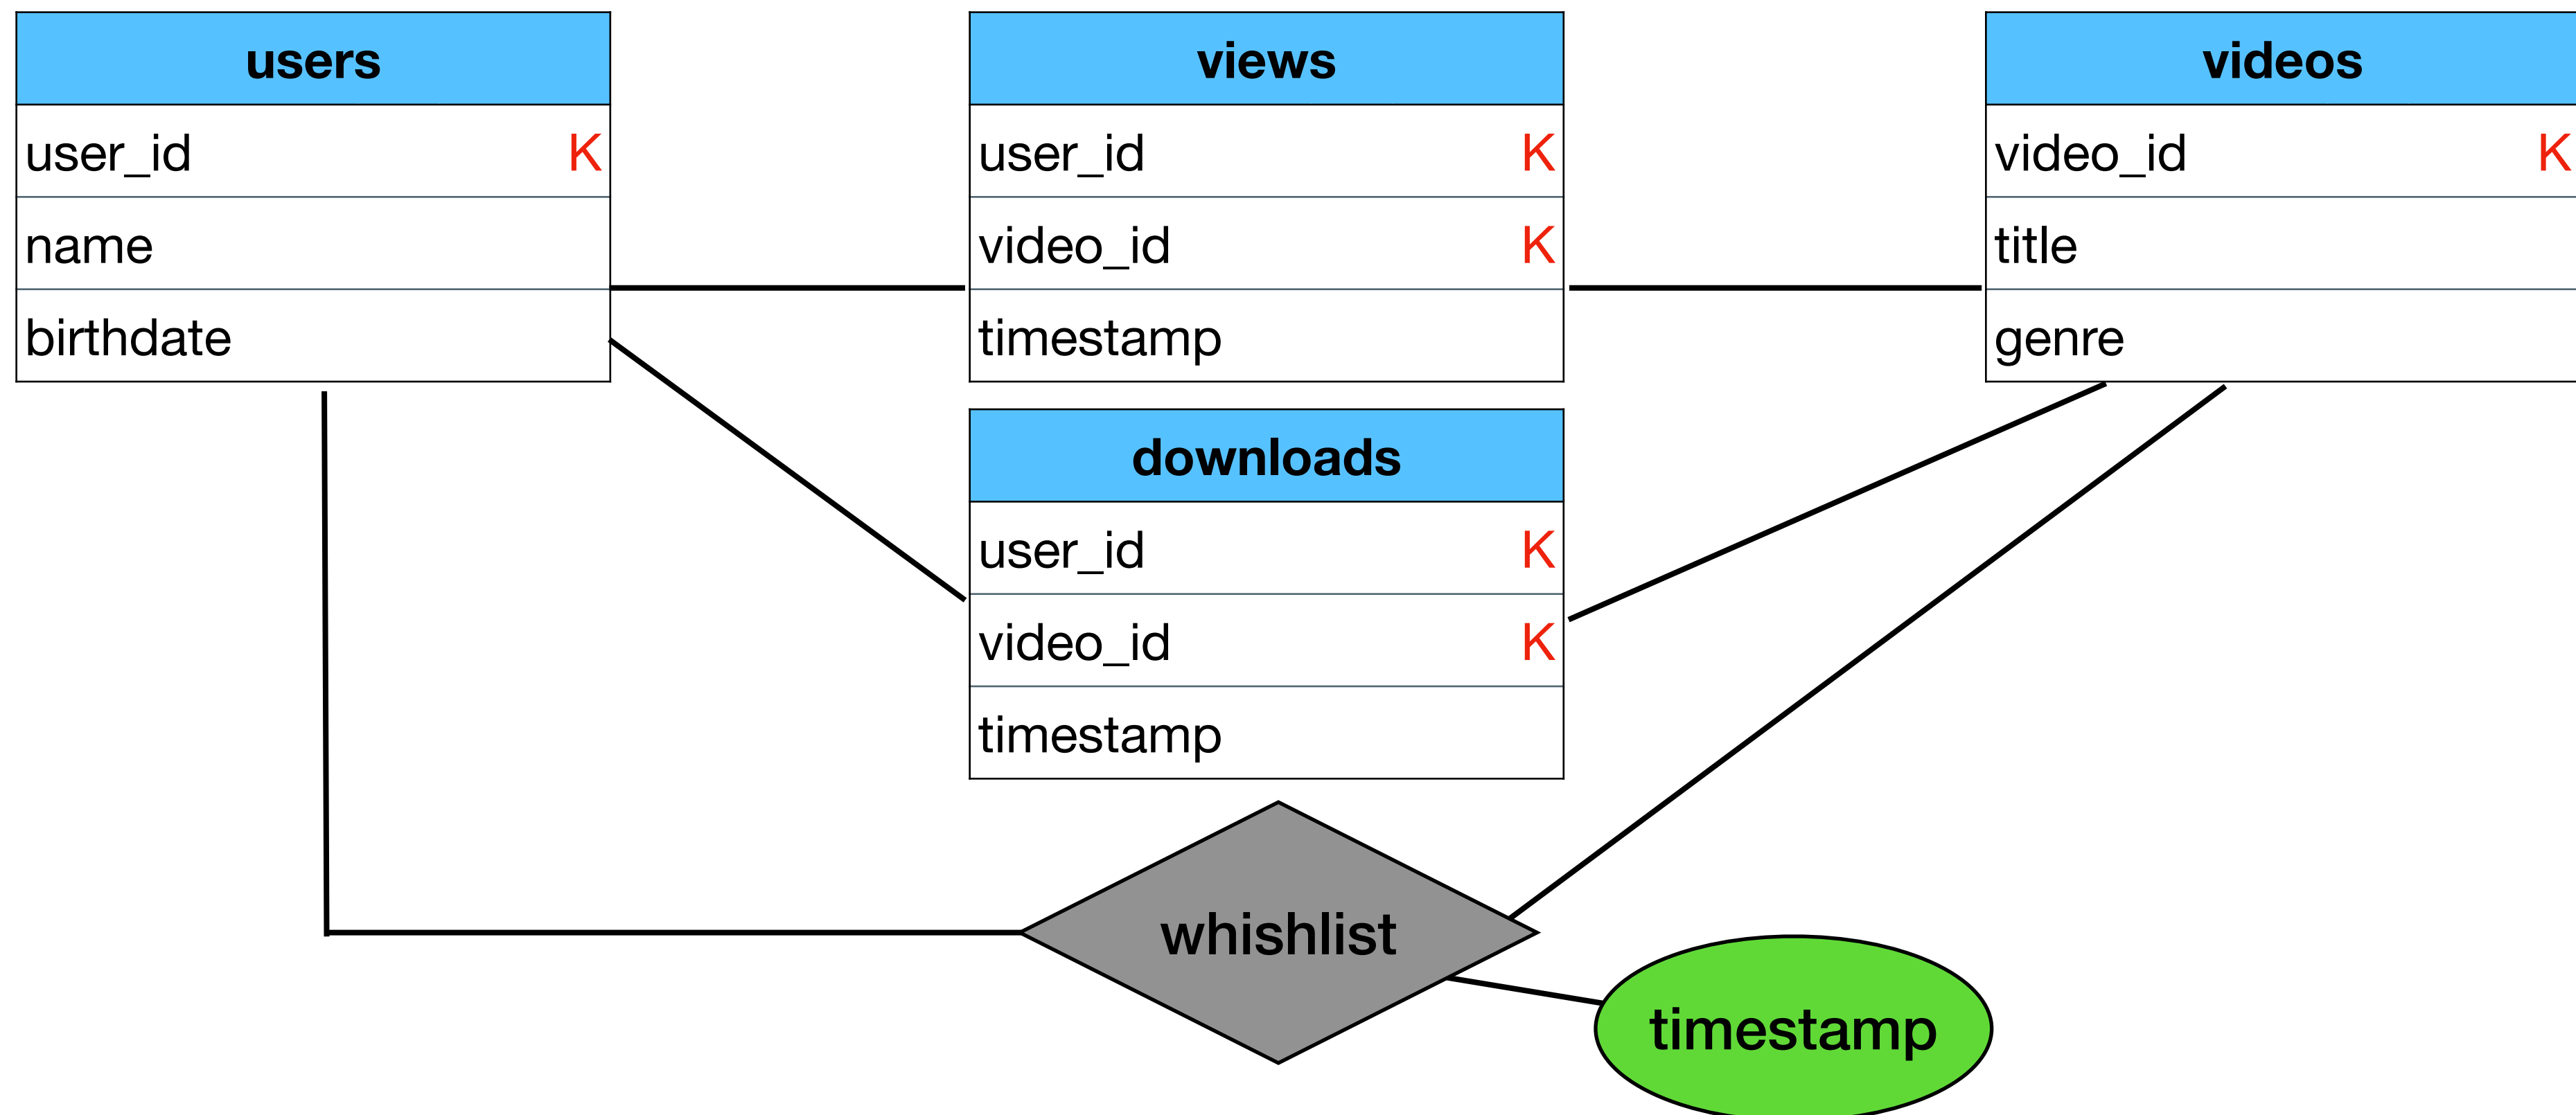 users
user_id K
name
birthdate
views
user_id K
video_id K
timestamp
videos
video_id K
title
genre
downloads
user_id K
video_id K
timestamp
whishlist
timestamp